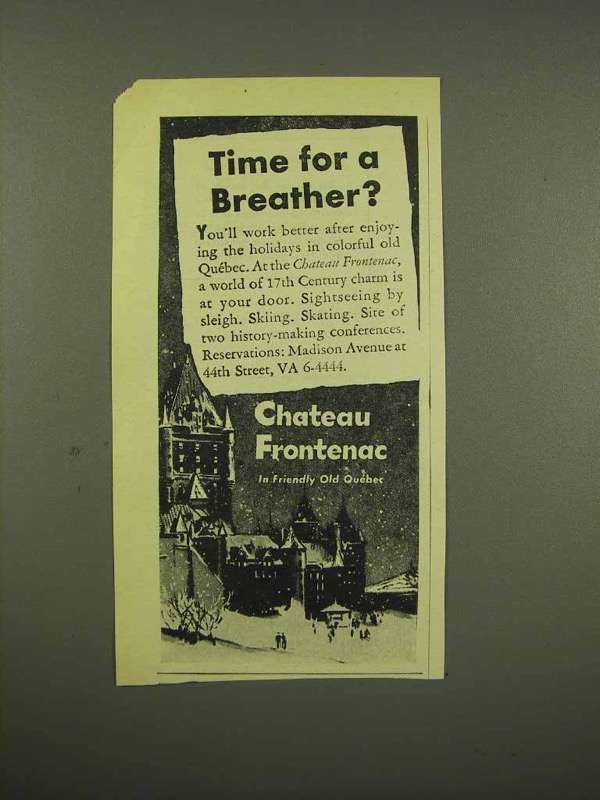 Time for a
Breather?
You'll work better after enjoy-
ing the holidays in colorful old
Québec. At the Chateau Frontenac,
a world of 17th Century charm is
at your door. Sightseeing by
sleigh. Skiing. Skating. Site of
two history-making conferences.
Reservations: Madison Avenue at
44th Street, VA 6-4444.
Chateau
Frontenac
In Friendly Old Québec